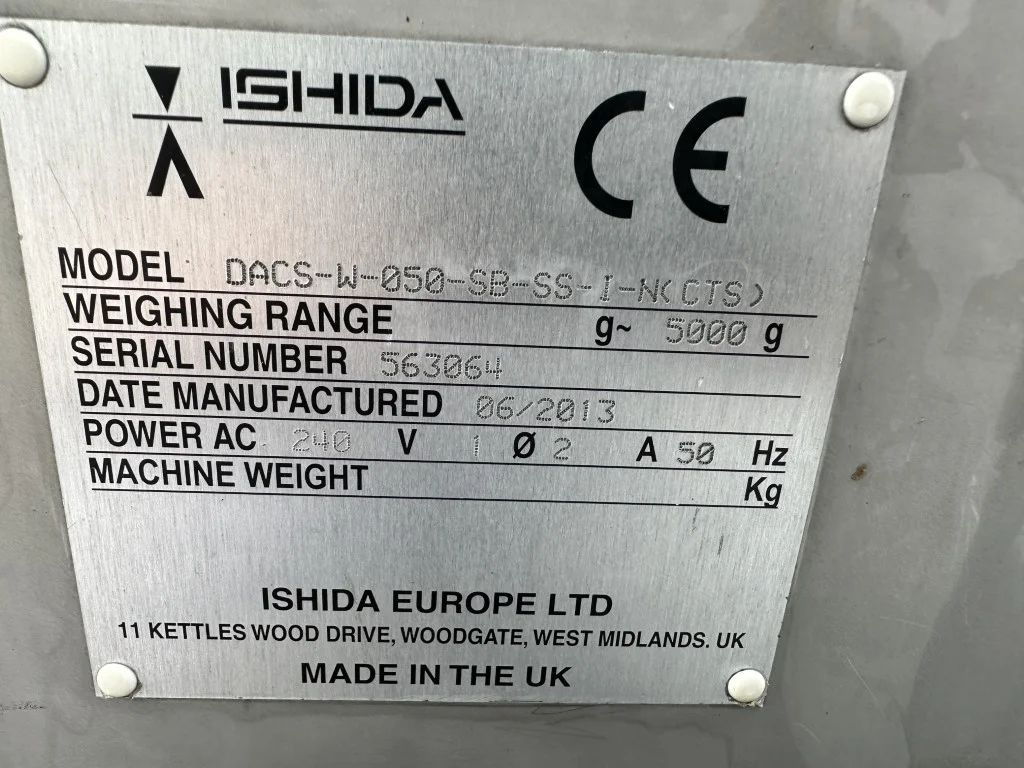 ISHIDA
CE
MODEL DACS-W-050-SB-SS-I-N(CTS)
WEIGHING RANGE g~ 5000 g
SERIAL NUMBER 563064
DATE MANUFACTURED 06/2013
POWER AC 240 V 1 Ø 2 A 50 Hz
MACHINE WEIGHT Kg
ISHIDA EUROPE LTD
11 KETTLES WOOD DRIVE, WOODGATE, WEST MIDLANDS. UK
MADE IN THE UK